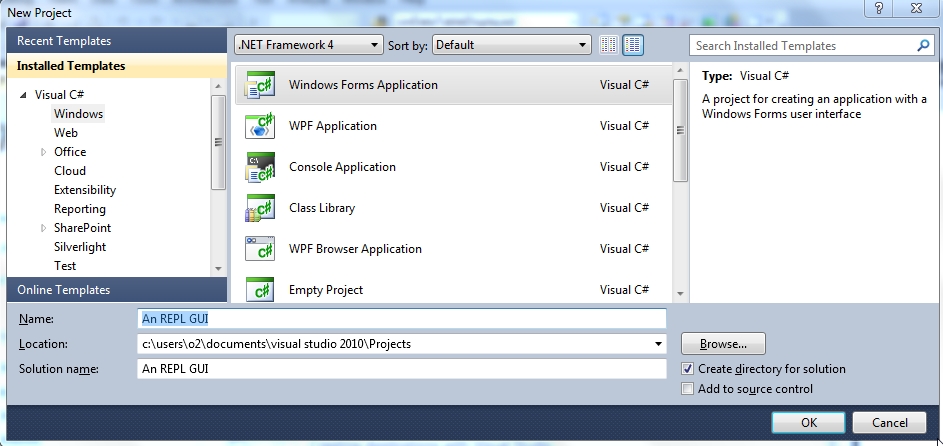 New Project
Recent Templates
Installed Templates
Visual C#
Windows
Web
Office
Cloud
Extensibility
Reporting
SharePoint
Silverlight
Test
Online Templates
.NET Framework 4
Sort by: Default
Windows Forms Application Visual C#
WPF Application Visual C#
Console Application Visual C#
Class Library Visual C#
WPF Browser Application Visual C#
Empty Project Visual C#
Search Installed Templates
Type: Visual C#
A project for creating an application with a
Windows Forms user interface
Name: An REPL GUI
Location: c:\users\o2\documents\visual studio 2010\Projects Browse...
Solution name: An REPL GUI
Create directory for solution
Add to source control
OK Cancel